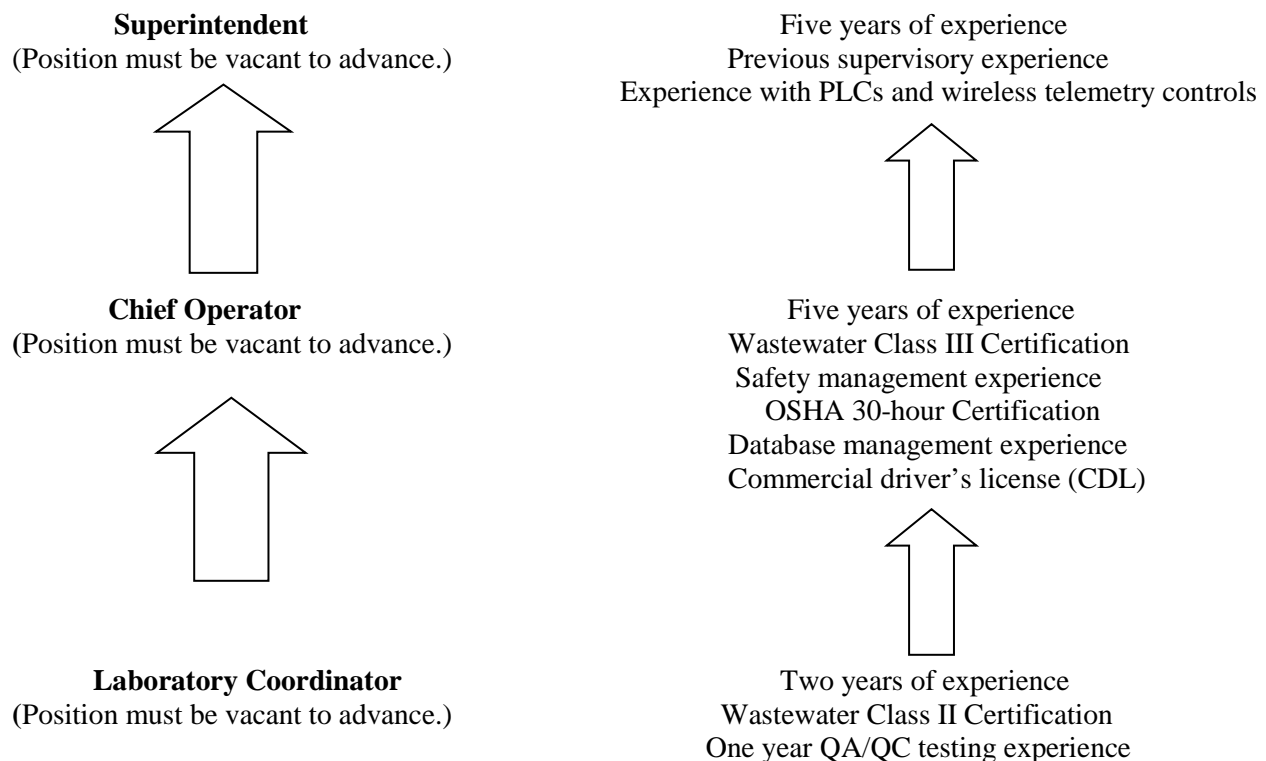 Superintendent
(Position must be vacant to advance.)
Five years of experience
Previous supervisory experience
Experience with PLCs and wireless telemetry controls
Chief Operator
(Position must be vacant to advance.)
Five years of experience
Wastewater Class III Certification
Safety management experience
OSHA 30-hour Certification
Database management experience
Commercial driver’s license (CDL)
Laboratory Coordinator
(Position must be vacant to advance.)
Two years of experience
Wastewater Class II Certification
One year QA/QC testing experience